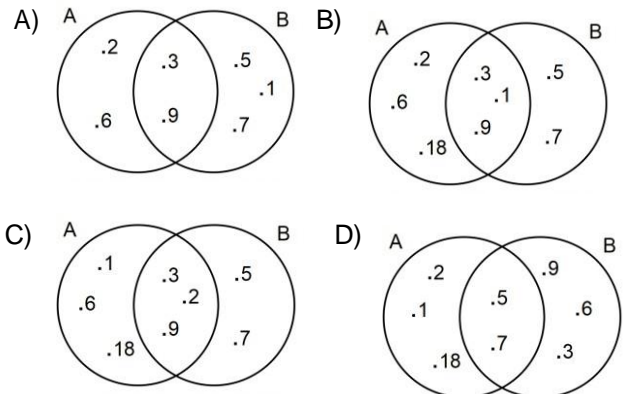 A) A B
.2 .3 .5
.1
.6 .9 .7
B) A B
.2 .3 .5
.6 .1
.9 .7
.18
C) A B
.1 .3 .5
.6 .2
.9 .7
.18
D) A B
.2 .9
.1 .5 .6
.7 .3
.18